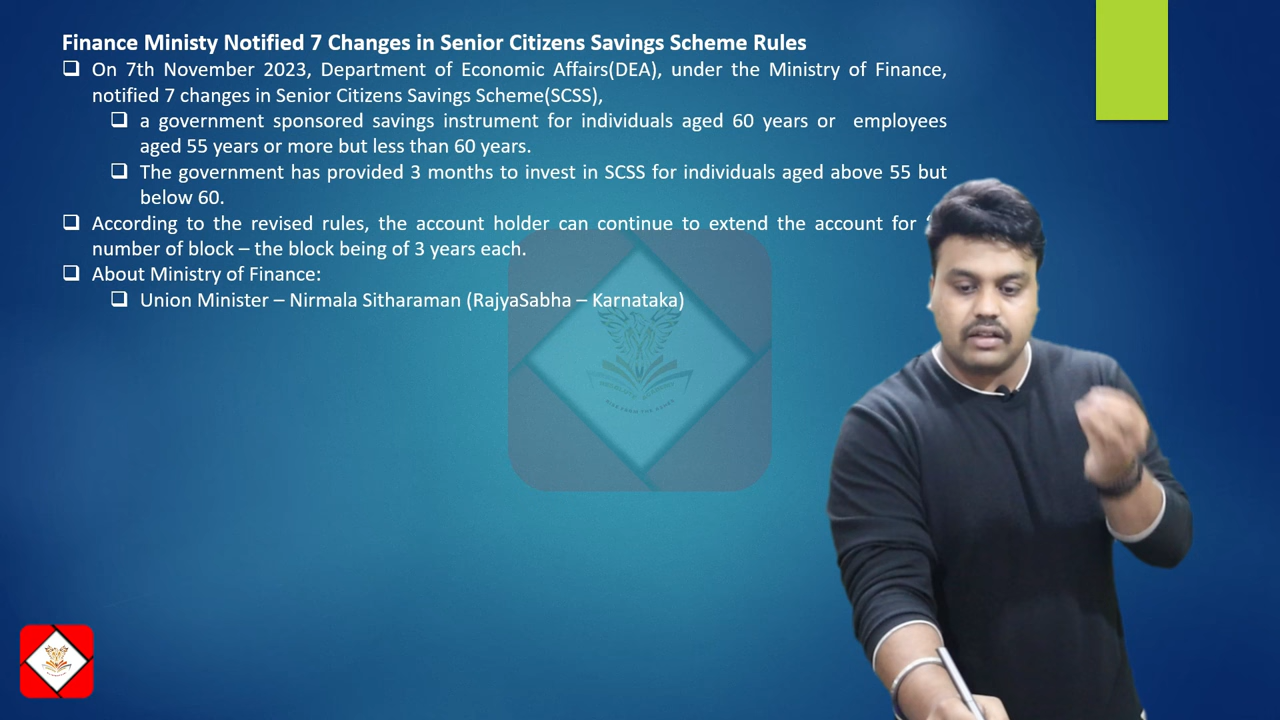 Finance Ministy Notified 7 Changes in Senior Citizens Savings Scheme Rules
On 7th November 2023, Department of Economic Affairs(DEA), under the Ministry of Finance,
notified 7 changes in Senior Citizens Savings Scheme(SCSS),
a government sponsored savings instrument for individuals aged 60 years or employees
aged 55 years or more but less than 60 years.
The government has provided 3 months to invest in SCSS for individuals aged above 55 but
below 60.
According to the revised rules, the account holder can continue to extend the account for
number of block – the block being of 3 years each.
About Ministry of Finance:
Union Minister – Nirmala Sitharaman (RajyaSabha – Karnataka)